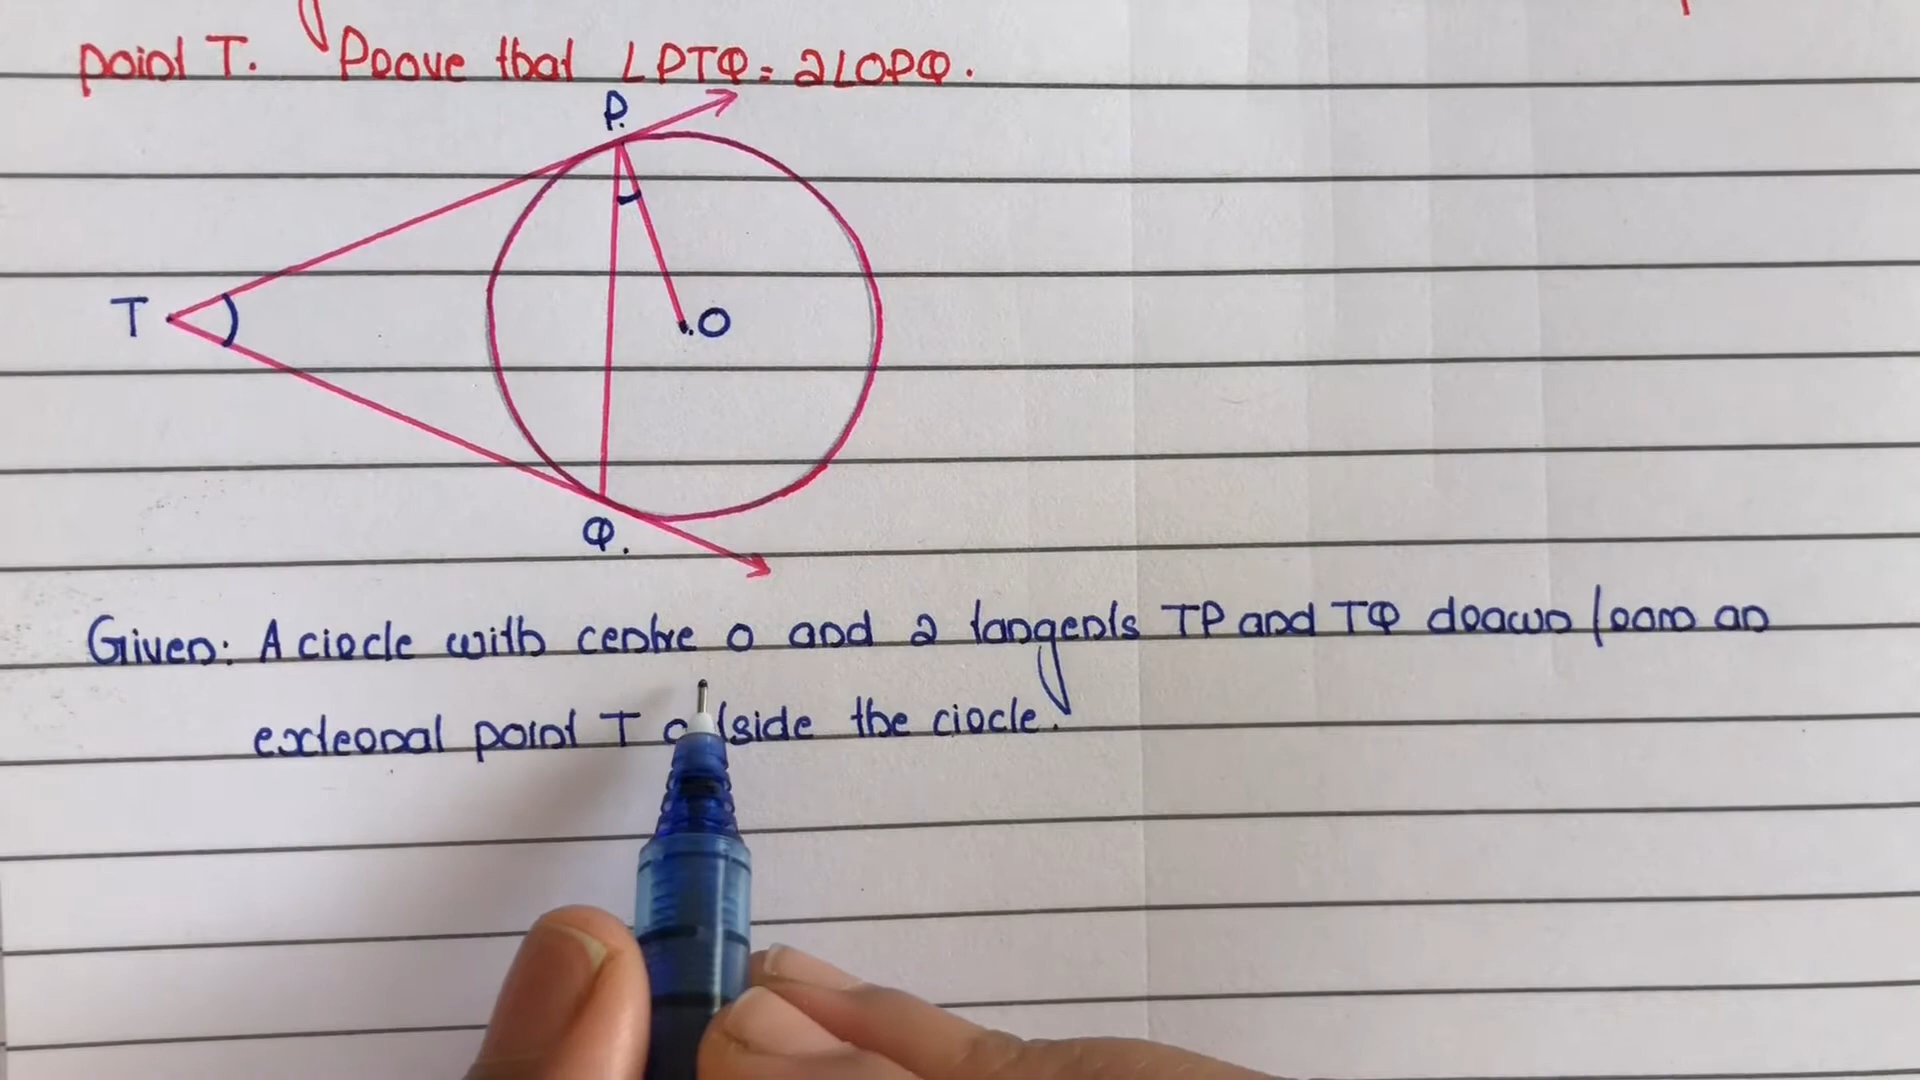 point T. Prove that ∠PTQ = 2∠OPQ.
P.
T
.O
Q.
Given: A circle with centre O and 2 tangents TP and TQ drawn from an
external point T outside the circle.